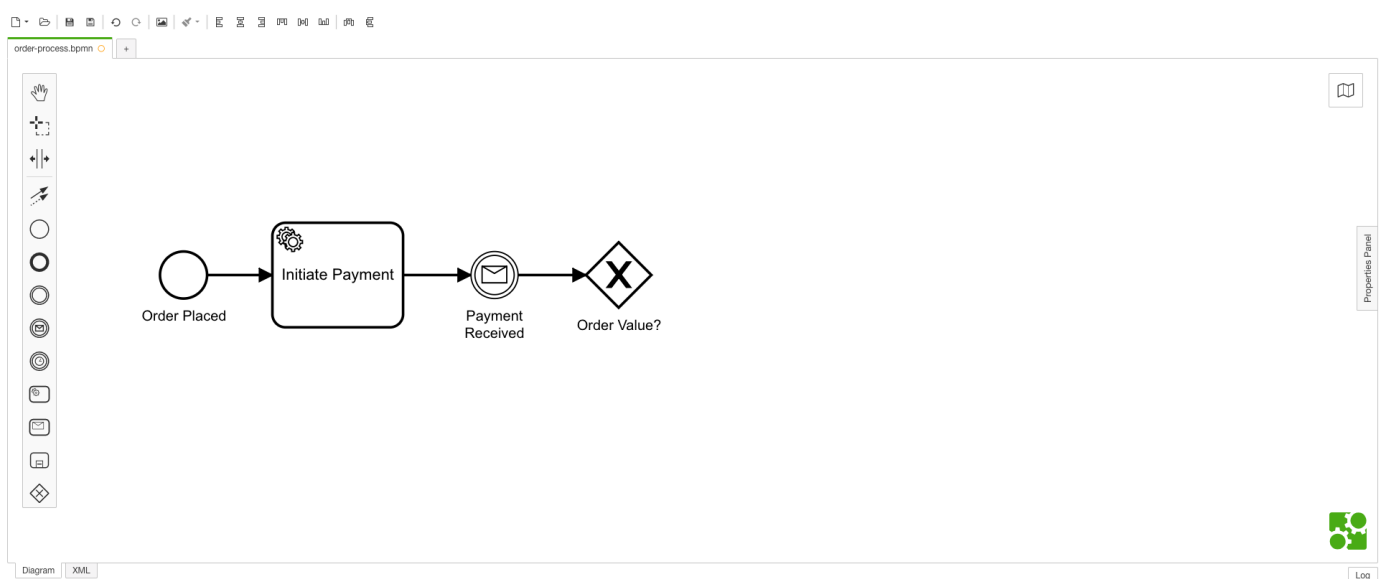 order-process.bpmn
+
Properties Panel
Initiate Payment
Order Placed
Payment
Received
Order Value?
Diagram
XML
Log